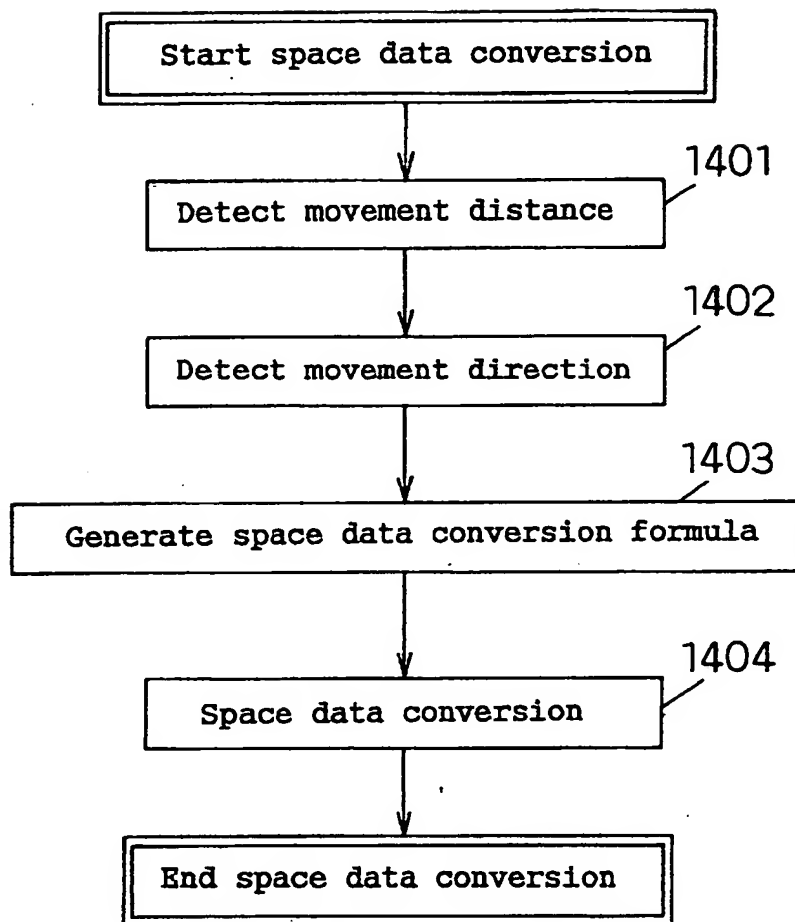 Start space data conversion
1401
Detect movement distance
1402
Detect movement direction
1403
Generate space data conversion formula
1404
Space data conversion
End space data conversion